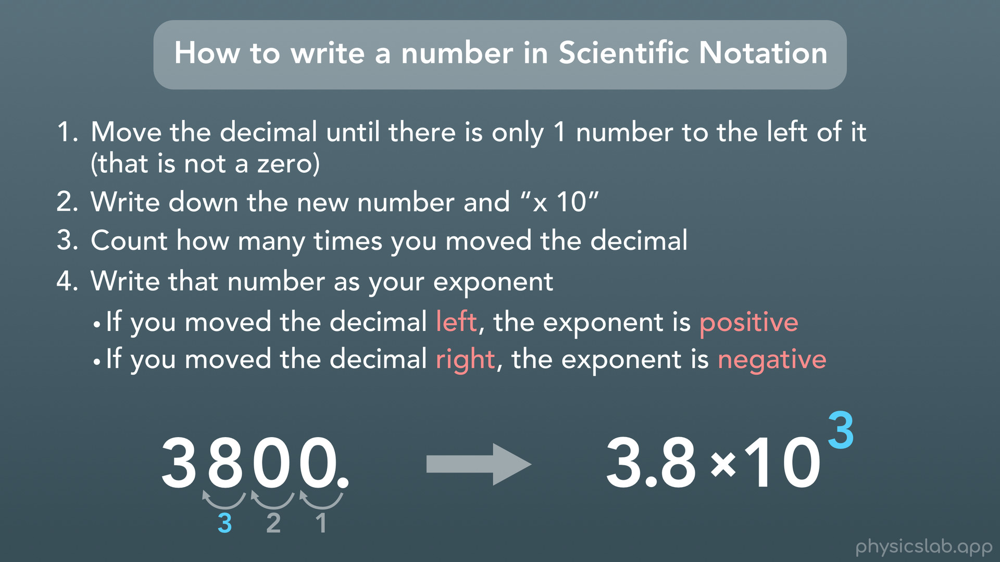 How to write a number in Scientific Notation
1. Move the decimal until there is only 1 number to the left of it
(that is not a zero)
2. Write down the new number and “x 10”
3. Count how many times you moved the decimal
4. Write that number as your exponent
• If you moved the decimal left, the exponent is positive
• If you moved the decimal right, the exponent is negative
3800. → 3.8 × 10³
3 2 1
physicslab.app